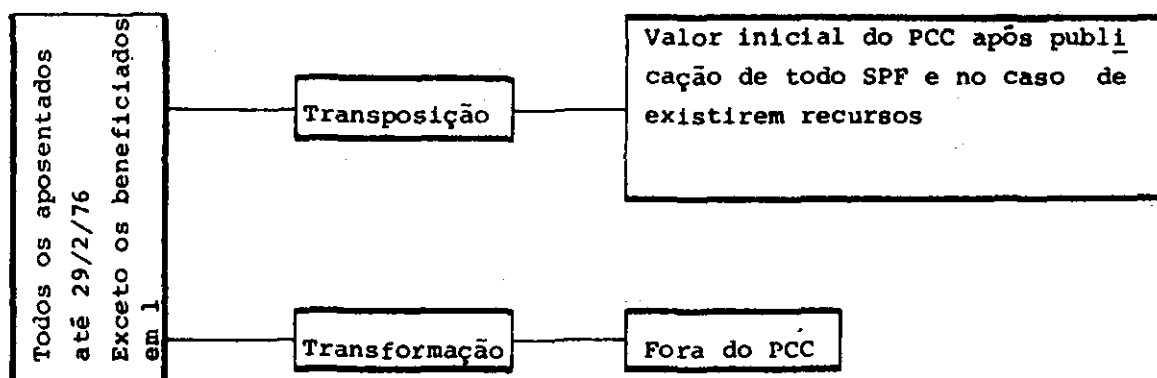 Todos os aposentados
até 29/2/76
Exceto os beneficiados
em 1
Transposição
Valor inicial do PCC após publi
cação de todo SPF e no caso de
existirem recursos
Transformação
Fora do PCC